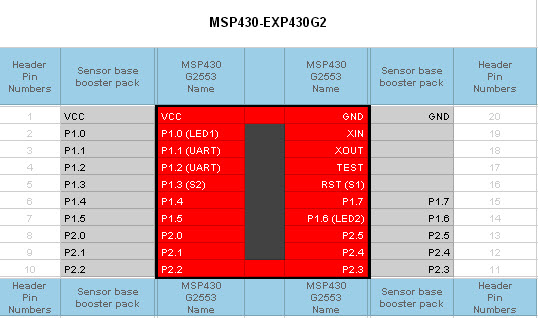 MSP430-EXP430G2
Header Pin Numbers Sensor base booster pack MSP430 G2553 Name MSP430 G2553 Name Sensor base booster pack Header Pin Numbers
1 VCC VCC GND GND 20
2 P1.0 P1.0 (LED1) XIN 19
3 P1.1 P1.1 (UART) XOUT 18
4 P1.2 P1.2 (UART) TEST 17
5 P1.3 P1.3 (S2) RST (S1) 16
6 P1.4 P1.4 P1.7 P1.7 15
7 P1.5 P1.5 P1.6 (LED2) P1.6 14
8 P2.0 P2.0 P2.5 P2.5 13
9 P2.1 P2.1 P2.4 P2.4 12
10 P2.2 P2.2 P2.3 P2.3 11
Header Pin Numbers Sensor base booster pack MSP430 G2553 Name MSP430 G2553 Name Sensor base booster pack Header Pin Numbers